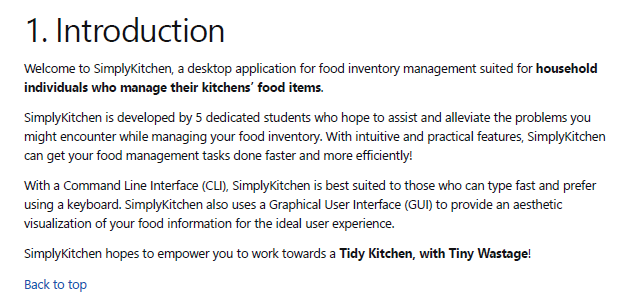 1. Introduction
Welcome to SimplyKitchen, a desktop application for food inventory management suited for household
individuals who manage their kitchens’ food items.
SimplyKitchen is developed by 5 dedicated students who hope to assist and alleviate the problems you
might encounter while managing your food inventory. With intuitive and practical features, SimplyKitchen
can get your food management tasks done faster and more efficiently!
With a Command Line Interface (CLI), SimplyKitchen is best suited to those who can type fast and prefer
using a keyboard. SimplyKitchen also uses a Graphical User Interface (GUI) to provide an aesthetic
visualization of your food information for the ideal user experience.
SimplyKitchen hopes to empower you to work towards a Tidy Kitchen, with Tiny Wastage!
Back to top